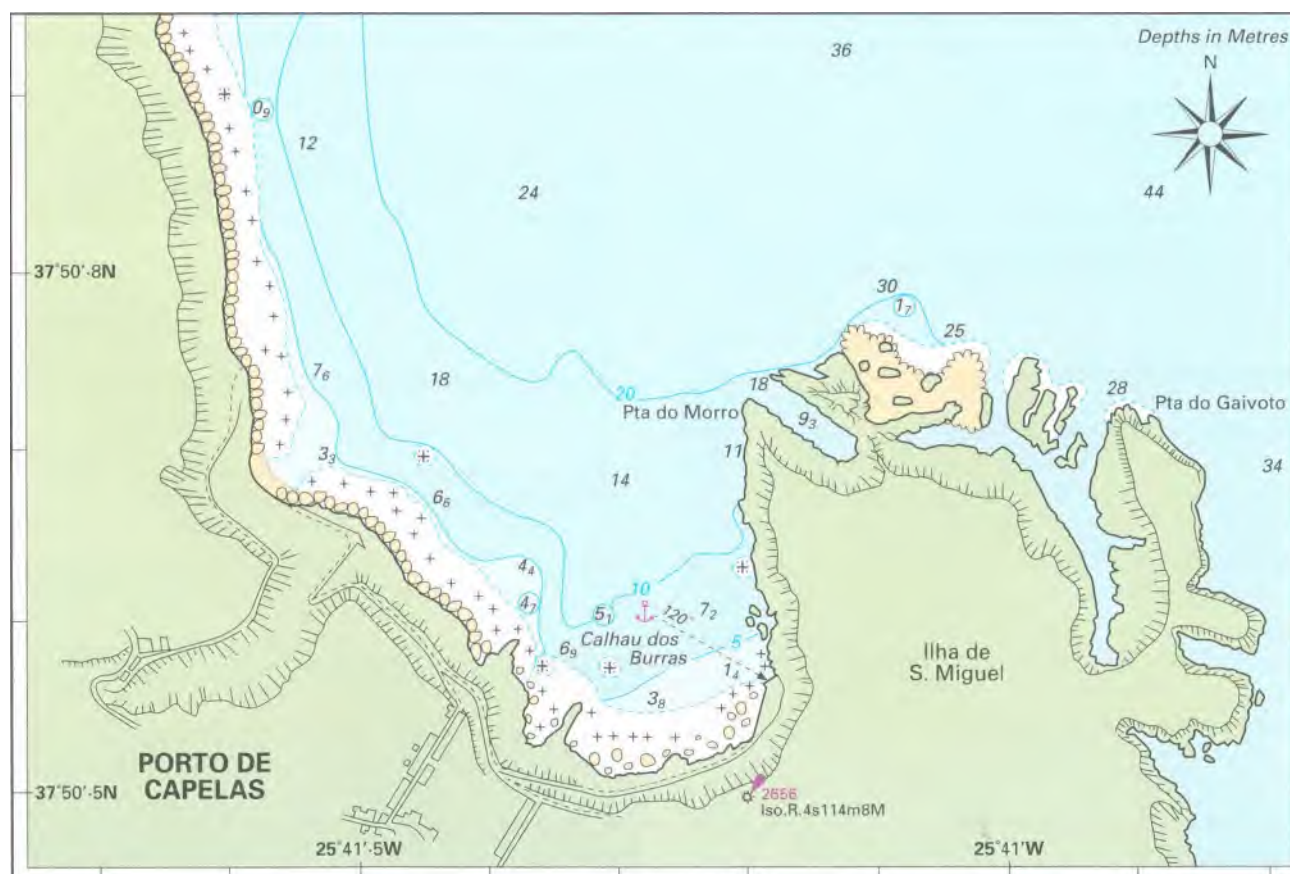 Depths in Metres
N
36
0₉
12
24
44
37°50'·8N
30
1₇
25
7₆
18
20
18
28
Pta do Morro
Pta do Gaivoto
9₃
3₃
11
34
14
6₆
4₄
10
4₇
5₁
120
7₂
Calhau dos
Burras
5
6₉
1₄
3₈
Ilha de
S. Miguel
PORTO DE
CAPELAS
37°50'·5N
2656
Iso.R.4s114m8M
25°41'·5W
25°41'W